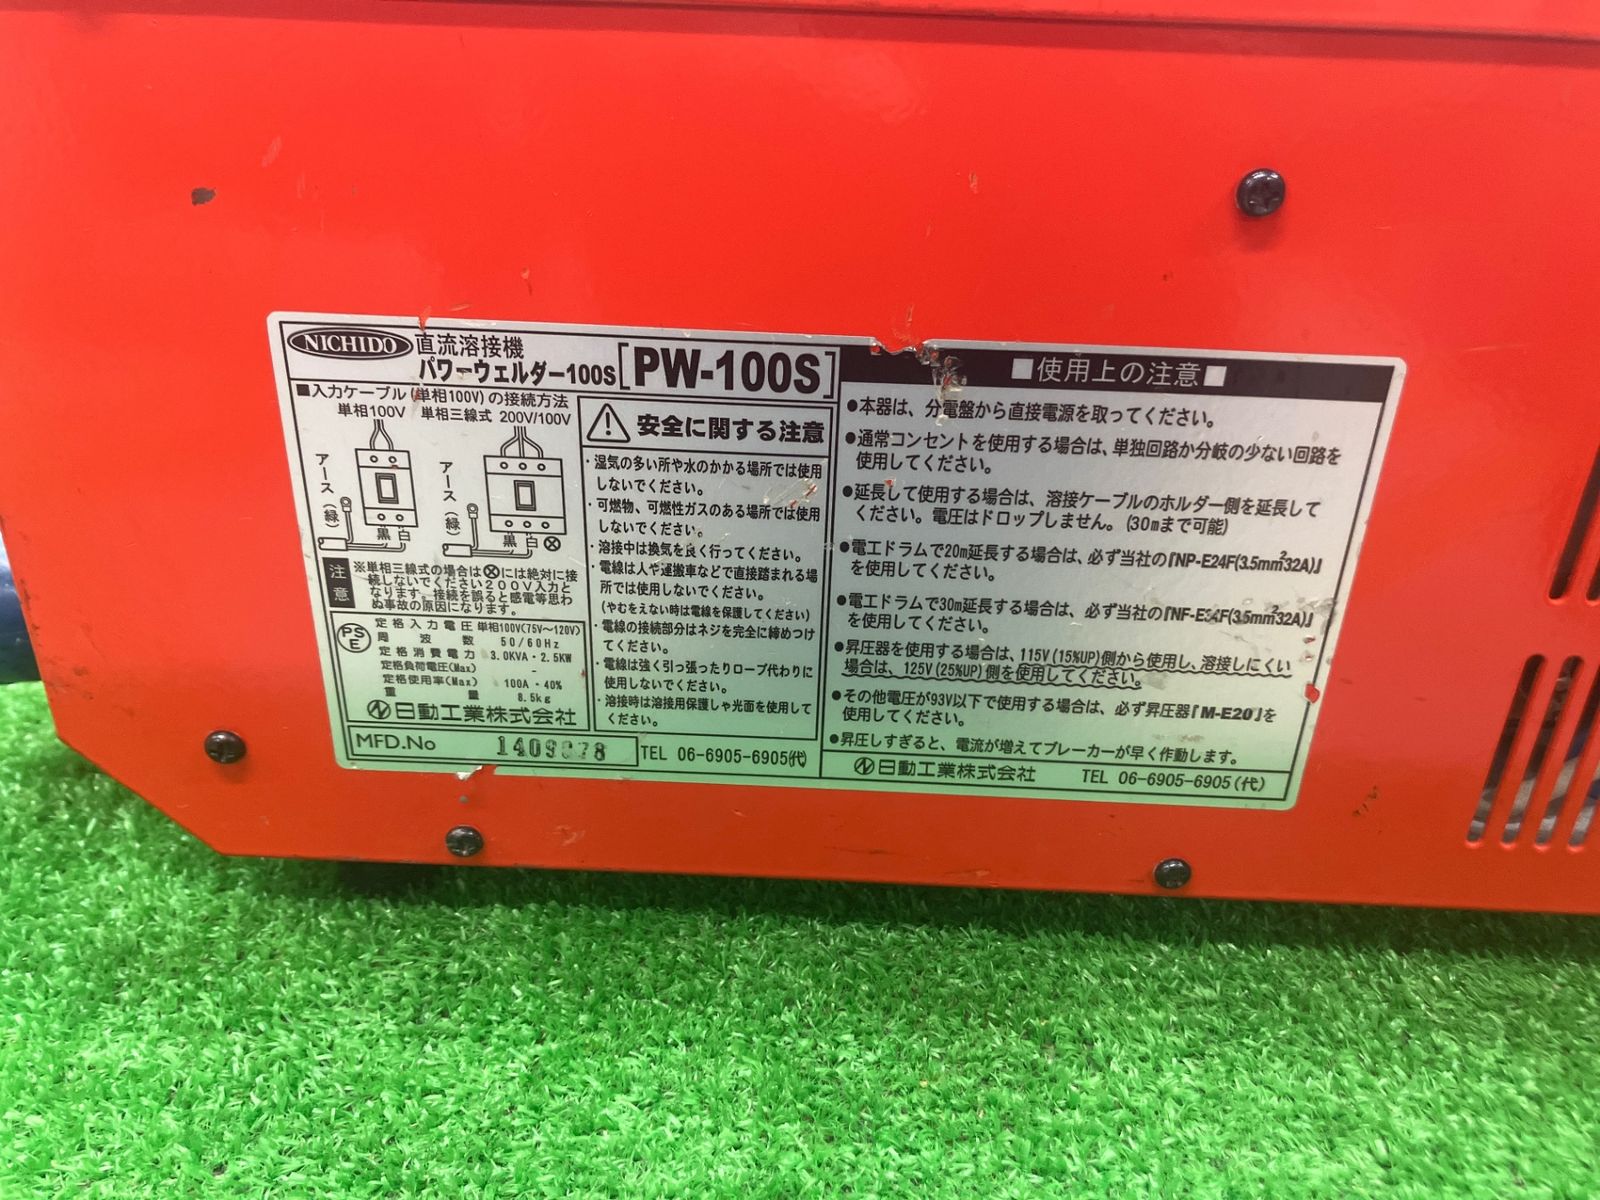 NICHIDO 直流溶接機
パワーウェルダー100S [PW-100S]
■入力ケーブル(単相100V)の接続方法
単相100V 単相三線式 200V/100V
アース(緑) アース(緑)
黒 白 黒 白
注意
※単相三線式の場合は⊗には絶対に接
続しないでください200V入力と
なります。接続を誤ると感電等思わ
ぬ事故の原因になります。
PSE
定格入力電圧 単相100V(75V〜120V)
周波数 50/60Hz
定格消費電力 3.0KVA・2.5KW
定格負荷電圧(Max) -
定格使用率(Max) 100A・40%
重量 8.5kg
日動工業株式会社
MFD.No
TEL 06-6905-6905(代)
安全に関する注意
・湿気の多い所や水のかかる場所では使用
しないでください。
・可燃物、可燃性ガスのある場所では使用
しないでください。
・溶接中は換気を良く行ってください。
・電線は人や運搬車などで直接踏まれる場
所では使用しないでください。
(やむをえない時は電線を保護してください)
・電線の接続部分はネジを完全に締めつけ
てください。
・電線は強く引っ張ったりロープ代わりに
使用しないでください。
・溶接時は溶接用保護しゃ光面を使用して
ください。
■使用上の注意■
●本器は、分電盤から直接電源を取ってください。
●通常コンセントを使用する場合は、単独回路か分岐の少ない回路を
使用してください。
●延長して使用する場合は、溶接ケーブルのホルダー側を延長して
ください。電圧はドロップしません。(30mまで可能)
●電工ドラムで20m延長する場合は、必ず当社の『NP-E24F(3.5mm²32A)』
を使用してください。
●電工ドラムで30m延長する場合は、必ず当社の『NF-E34F(3.5mm²32A)』
を使用してください。
●昇圧器を使用する場合は、115V(15%UP)側から使用し、溶接しにくい
場合は、125V(25%UP)側を使用してください。
●その他電圧が93V以下で使用する場合は、必ず昇圧器『M-E20』を
使用してください。
●昇圧しすぎると、電流が増えてブレーカーが早く作動します。
日動工業株式会社 TEL 06-6905-6905(代)